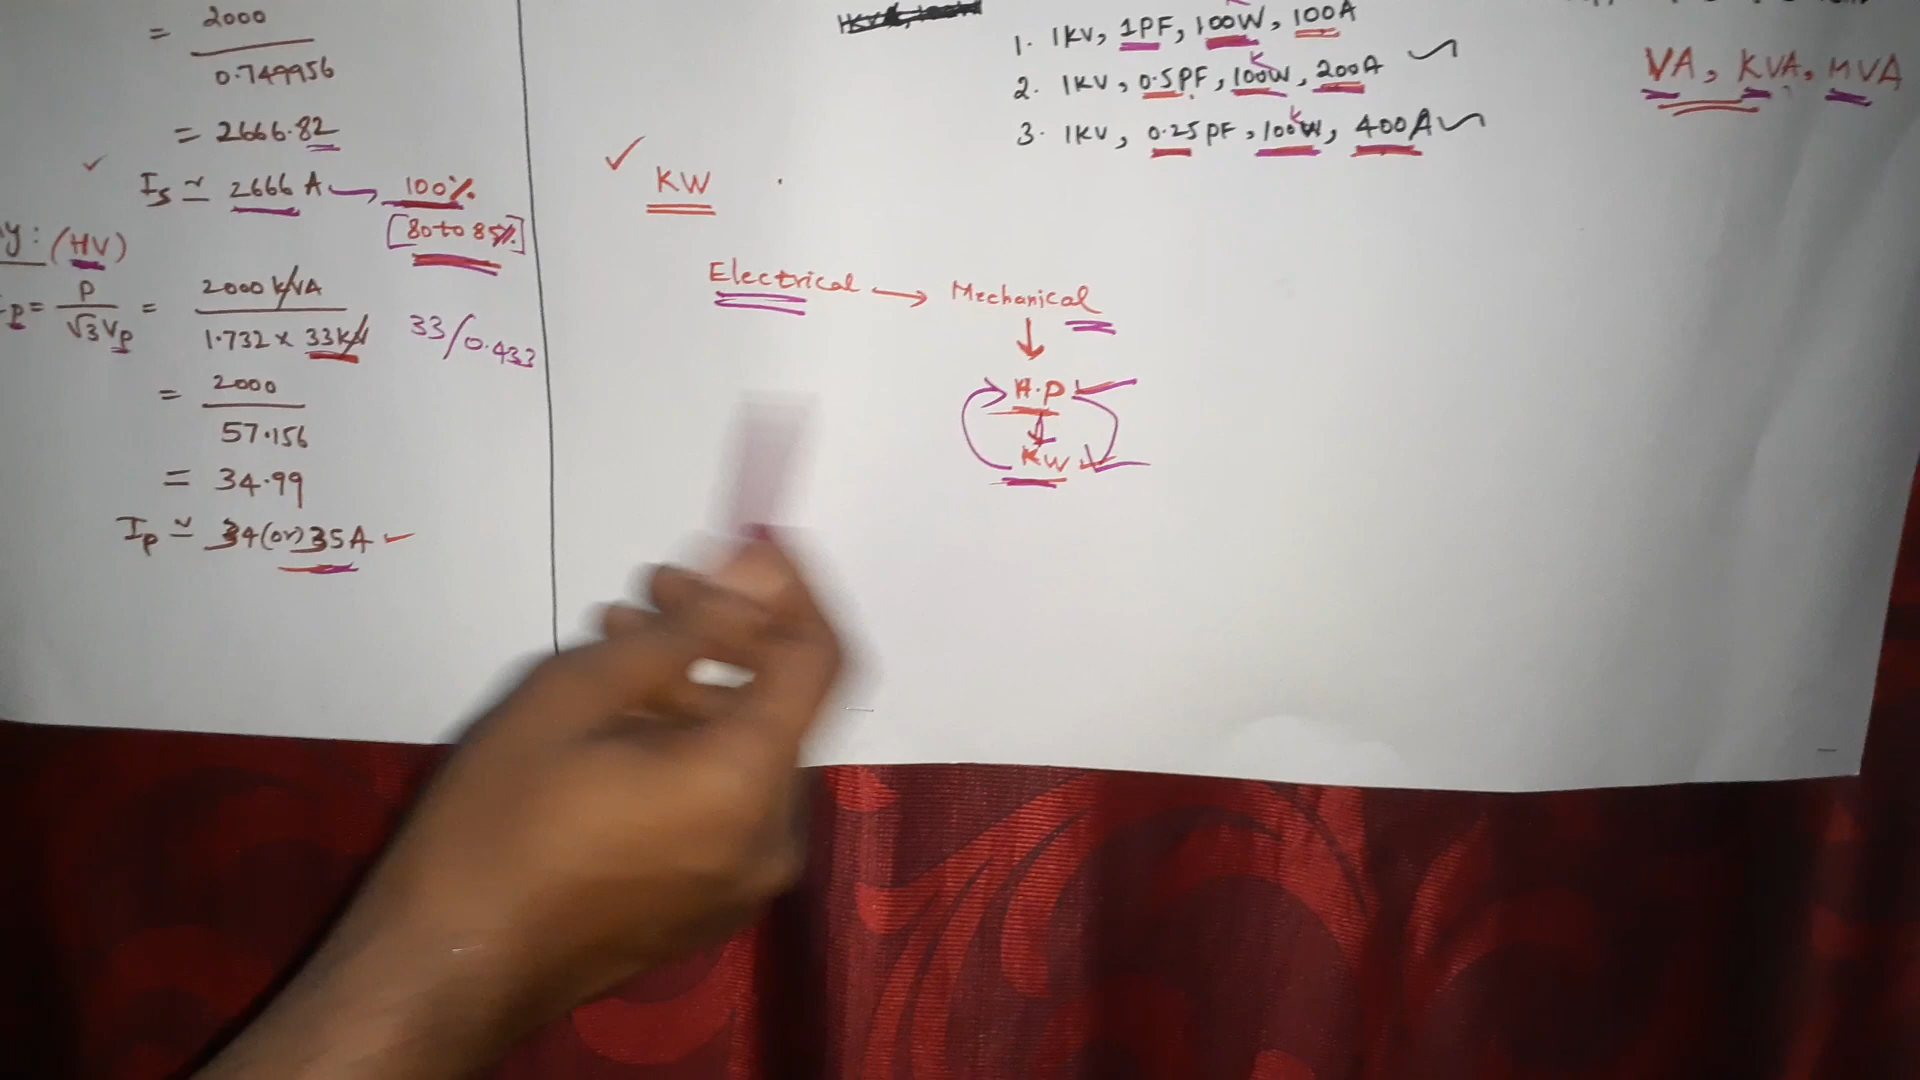 = 2000
0.749956
= 2666.82
Is ≃ 2666 A → 100%
[80 to 85%]
y: (HV)
p = P / √3 Vp = 2000 kVA / 1.732 x 33kV
33/0.433
= 2000
57.156
= 34.99
Ip ≃ 34 (or) 35A
1. 1KV, 1PF, 100W, 100A
2. 1KV, 0.5PF, 100KW, 200A
3. 1KV, 0.25PF, 100KW, 400A
VA, KVA, MVA
KW
Electrical → Mechanical
↓
H.P
↓
KW